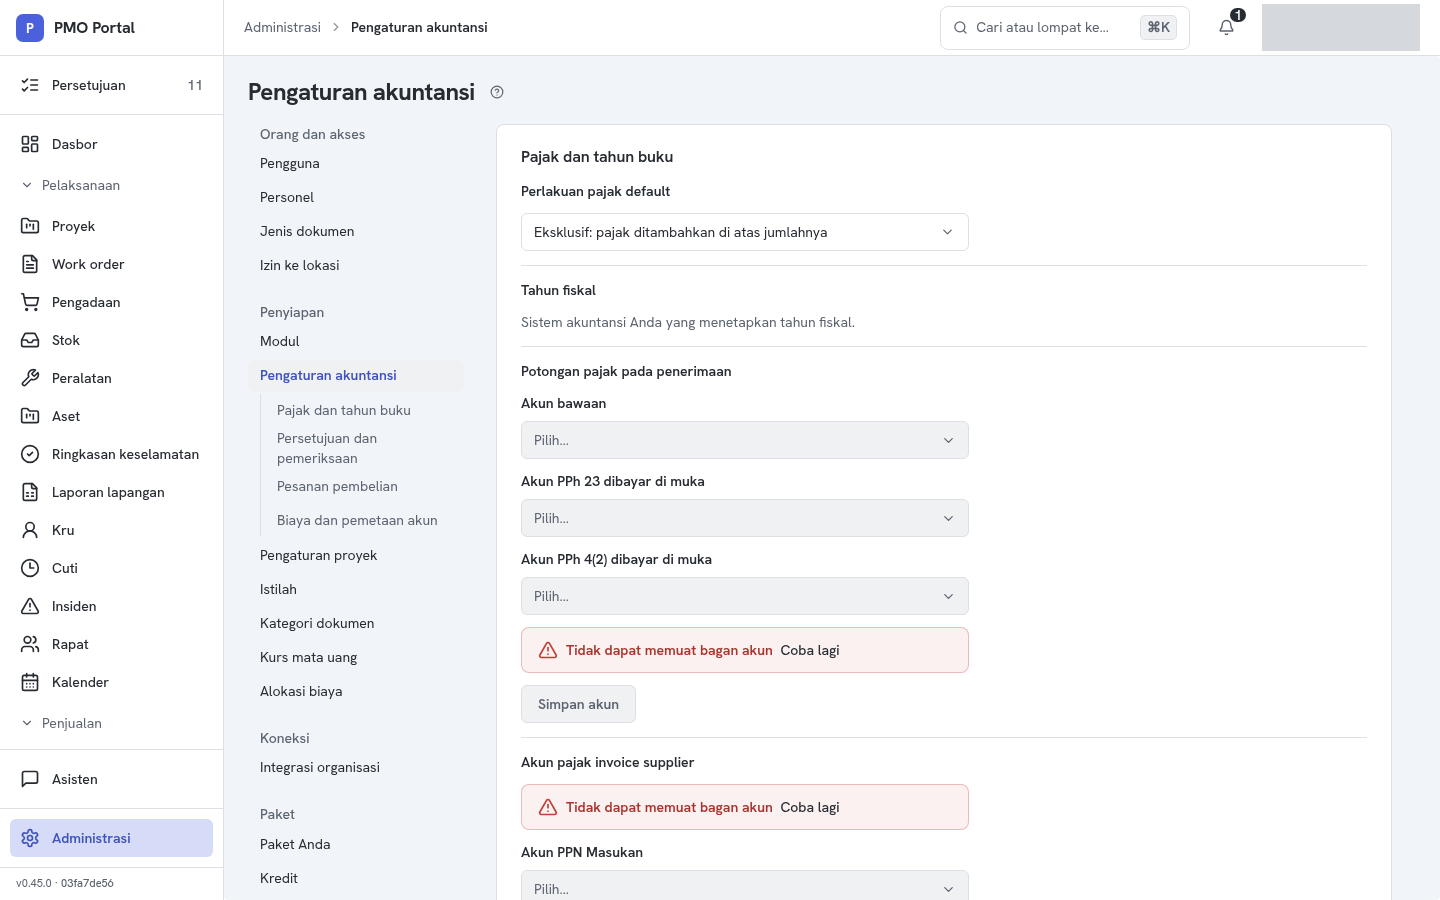 P PMO Portal
Administrasi > Pengaturan akuntansi
Cari atau lompat ke... ⌘K
1
Persetujuan 11
Dasbor
Pelaksanaan
Proyek
Work order
Pengadaan
Stok
Peralatan
Aset
Ringkasan keselamatan
Laporan lapangan
Kru
Cuti
Insiden
Rapat
Kalender
Penjualan
Asisten
Administrasi
v0.45.0 · 03fa7de56
Pengaturan akuntansi
Orang dan akses
Pengguna
Personel
Jenis dokumen
Izin ke lokasi
Penyiapan
Modul
Pengaturan akuntansi
Pajak dan tahun buku
Persetujuan dan
pemeriksaan
Pesanan pembelian
Biaya dan pemetaan akun
Pengaturan proyek
Istilah
Kategori dokumen
Kurs mata uang
Alokasi biaya
Koneksi
Integrasi organisasi
Paket
Paket Anda
Kredit
Pajak dan tahun buku
Perlakuan pajak default
Eksklusif: pajak ditambahkan di atas jumlahnya
Tahun fiskal
Sistem akuntansi Anda yang menetapkan tahun fiskal.
Potongan pajak pada penerimaan
Akun bawaan
Pilih...
Akun PPh 23 dibayar di muka
Pilih...
Akun PPh 4(2) dibayar di muka
Pilih...
Tidak dapat memuat bagan akun Coba lagi
Simpan akun
Akun pajak invoice supplier
Tidak dapat memuat bagan akun Coba lagi
Akun PPN Masukan
Pilih...